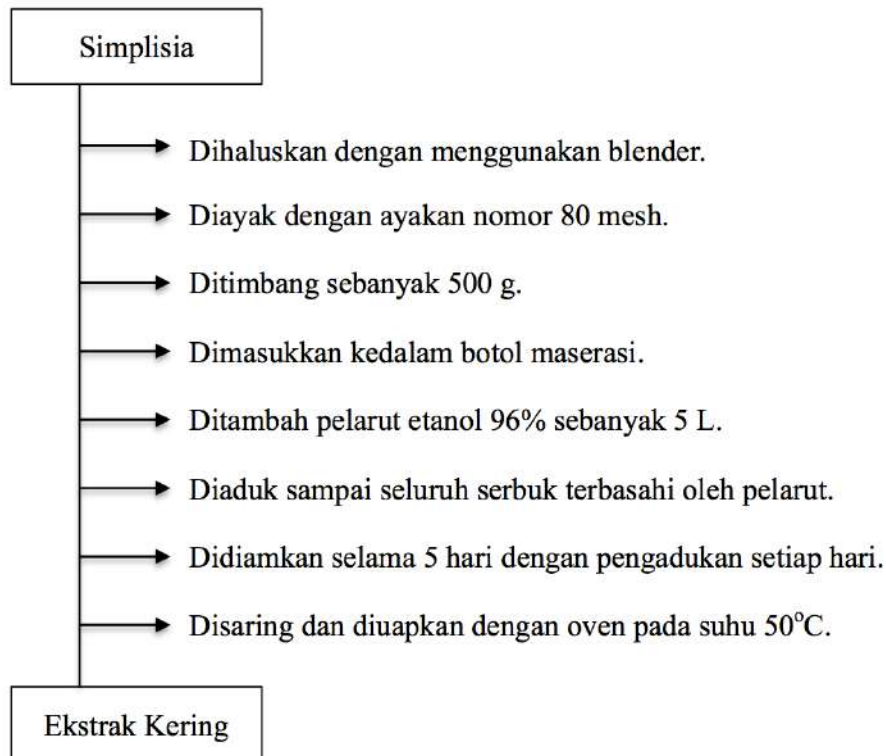 Simplisia
Dihaluskan dengan menggunakan blender.
Diayak dengan ayakan nomor 80 mesh.
Ditimbang sebanyak 500 g.
Dimasukkan kedalam botol maserasi.
Ditambah pelarut etanol 96% sebanyak 5 L.
Diaduk sampai seluruh serbuk terbasahi oleh pelarut.
Didiamkan selama 5 hari dengan pengadukan setiap hari.
Disaring dan diuapkan dengan oven pada suhu 50°C.
Ekstrak Kering